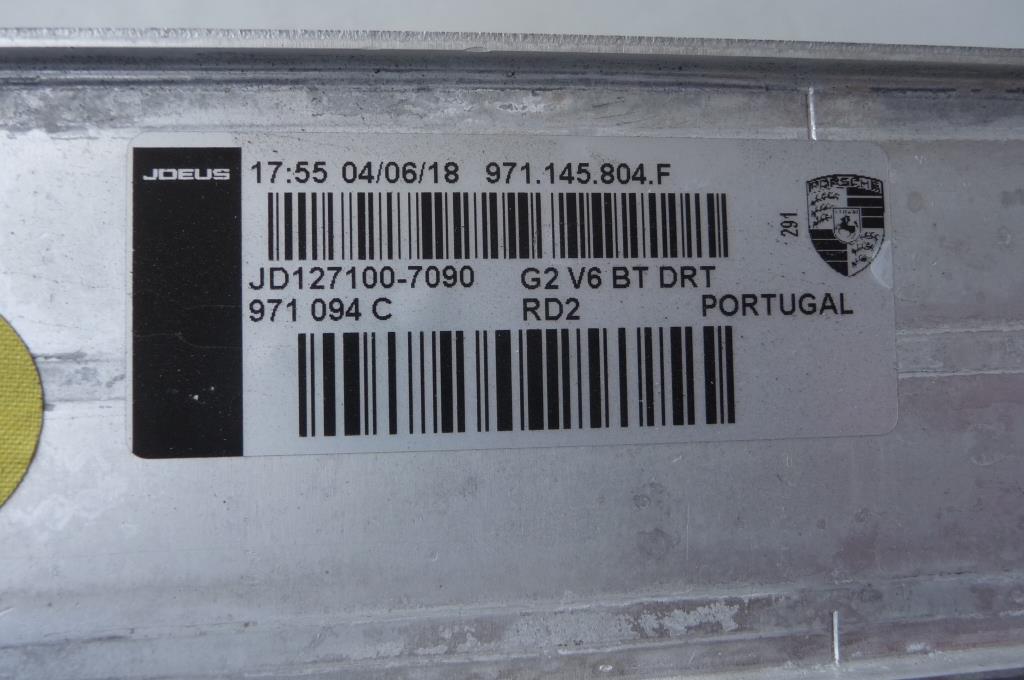 JDEUS 17:55 04/06/18 971.145.804.F
PORSCHE
291
JD127100-7090 G2 V6 BT DRT
971 094 C RD2 PORTUGAL